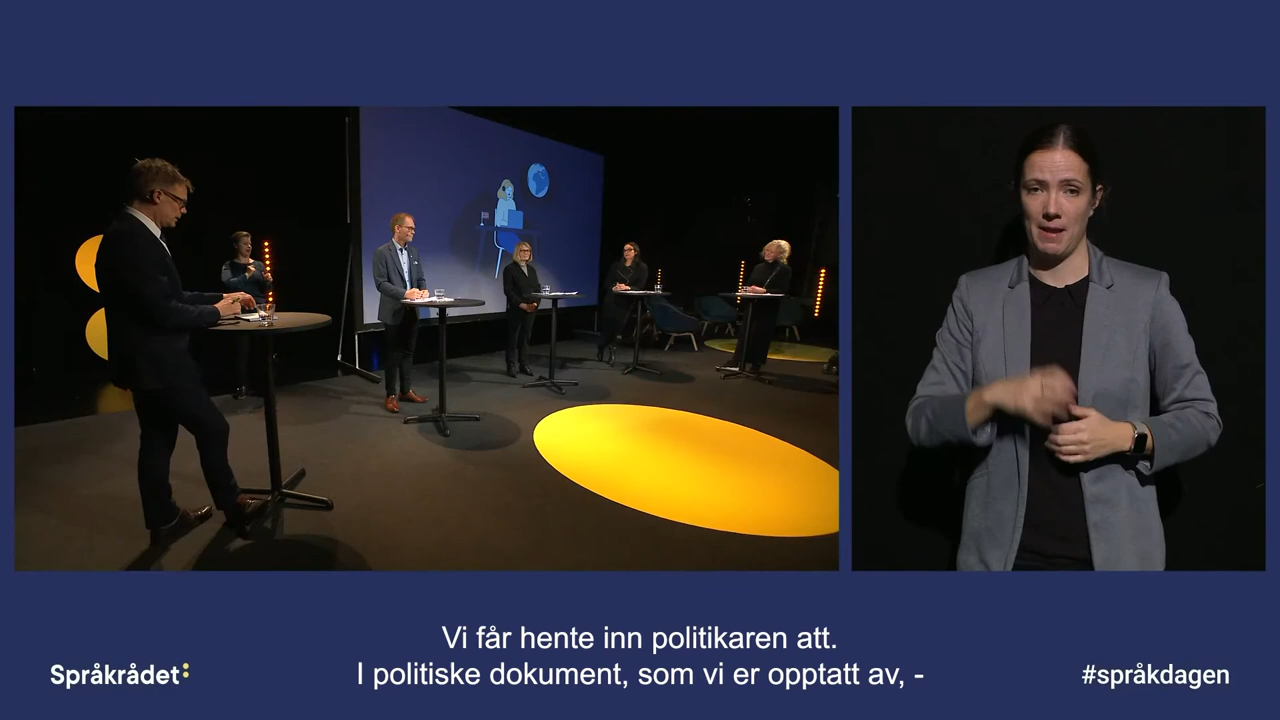 Vi får hente inn politikaren att.
I politiske dokument, som vi er opptatt av, -
Språkrådet:
#språkdagen